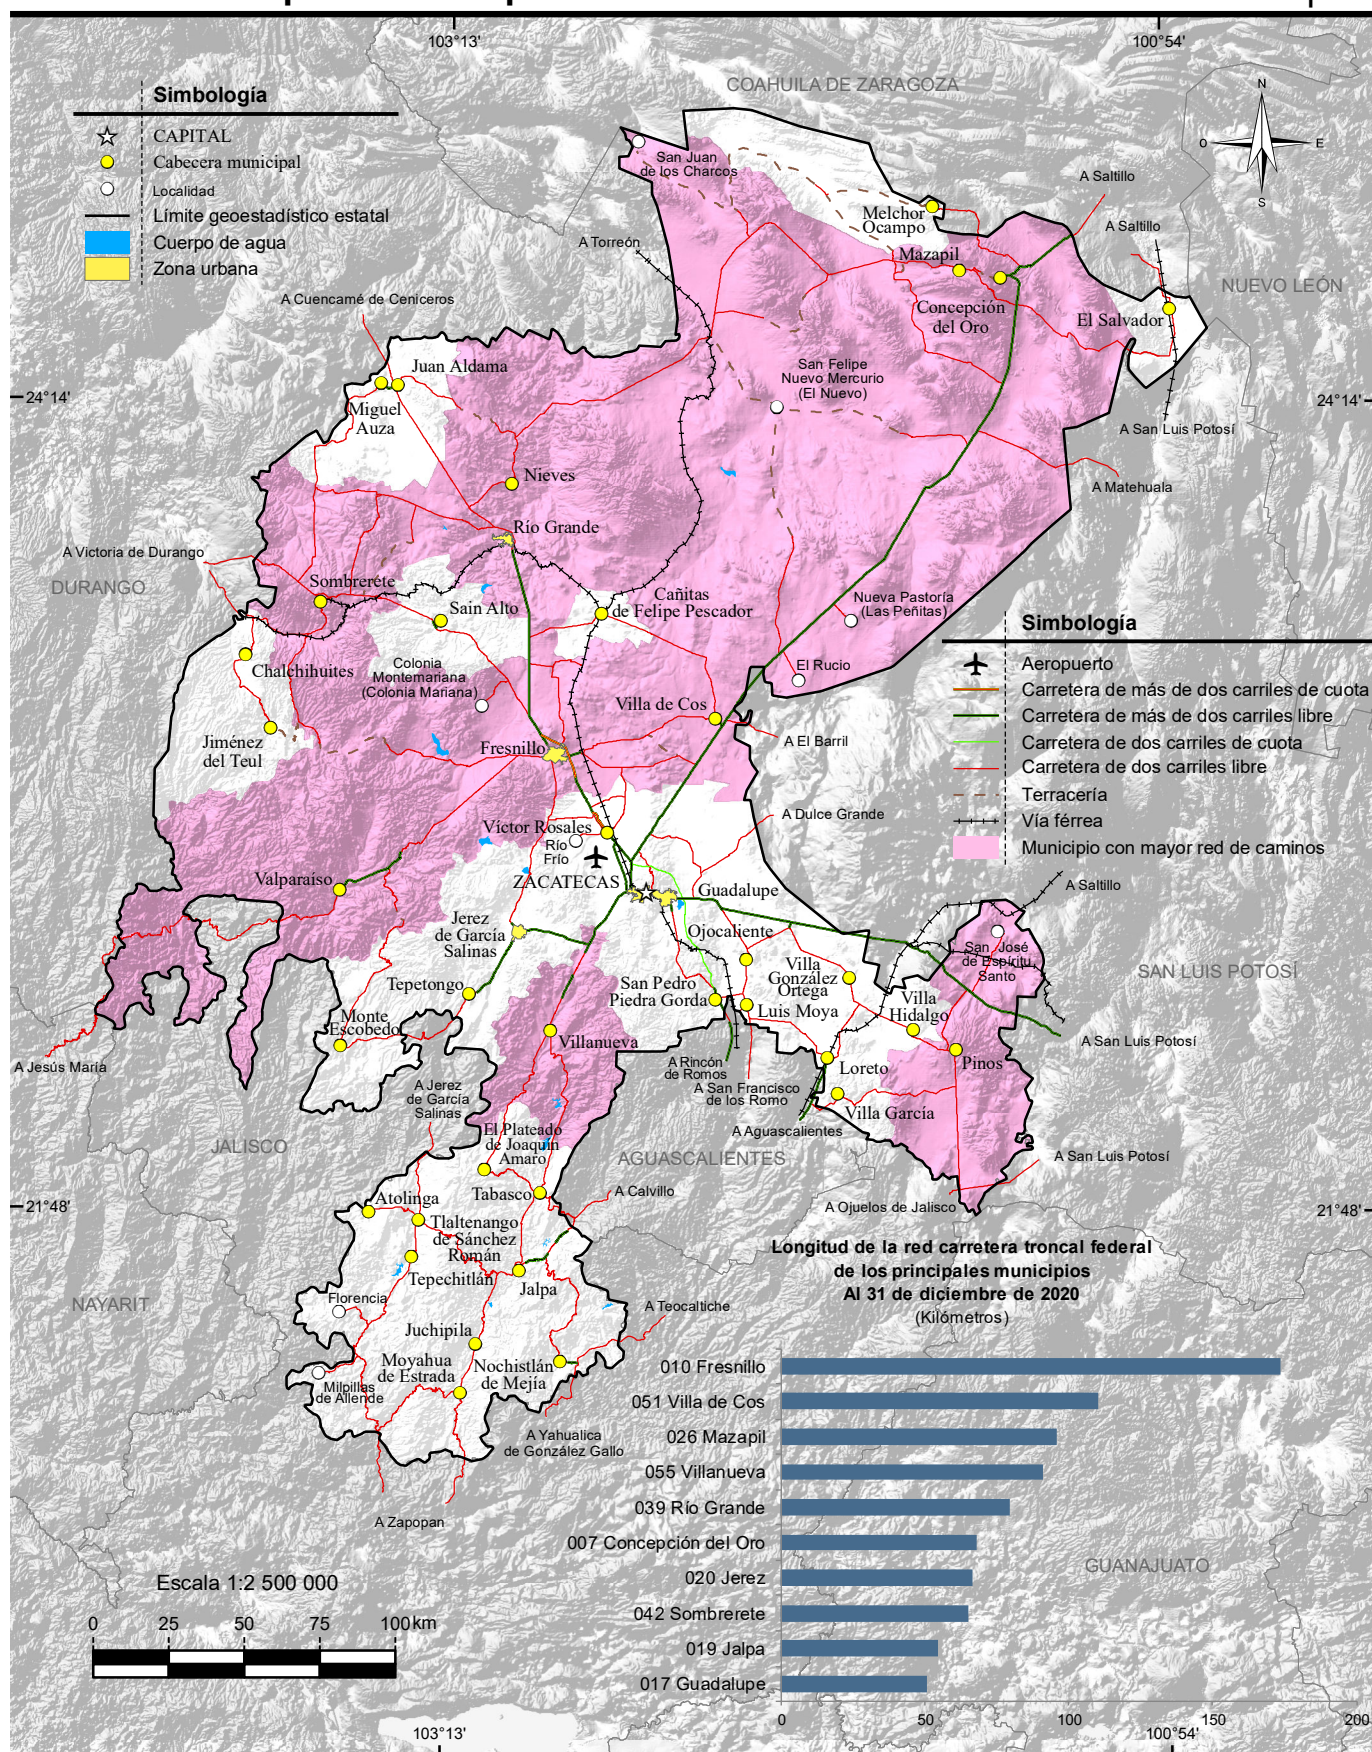 103°13'
100°54'
COAHUILA DE ZARAGOZA
Simbología
CAPITAL
Cabecera municipal
Localidad
Límite geoestadístico estatal
Cuerpo de agua
Zona urbana
N
O
E
S
San Juan
de los Charcos
A Saltillo
Melchor
Ocampo
A Saltillo
A Torreón
Mazapil
NUEVO LEÓN
A Cuencamé de Ceniceros
Concepción
del Oro
El Salvador
Juan Aldama
San Felipe
Nuevo Mercurio
(El Nuevo)
24°14'
24°14'
Miguel
Auza
A San Luis Potosí
Nieves
A Matehuala
Río Grande
A Victoria de Durango
DURANGO
Sombrerete
Sain Alto
Cañitas
de Felipe Pescador
Nueva Pastoría
(Las Peñitas)
Simbología
Aeropuerto
Carretera de más de dos carriles de cuota
Carretera de más de dos carriles libre
Carretera de dos carriles de cuota
Carretera de dos carriles libre
Terracería
Vía férrea
Municipio con mayor red de caminos
Chalchihuites
Colonia
Montemariana
(Colonia Mariana)
El Rucio
Villa de Cos
A El Barril
Jiménez
del Teul
Fresnillo
A Dulce Grande
Víctor Rosales
Río
Frío
Valparaíso
ZACATECAS
Guadalupe
A Saltillo
Jerez
de García
Salinas
Ojocaliente
San José
de Espíritu
Santo
SAN LUIS POTOSÍ
Tepetongo
San Pedro
Piedra Gorda
Villa
González
Ortega
Luis Moya
Villa
Hidalgo
Monte
Escobedo
Villanueva
A San Luis Potosí
Pinos
A Jesús María
A Rincón
de Romos
Loreto
A San Francisco
de los Romo
A Jerez
de García
Salinas
Villa García
A Aguascalientes
JALISCO
El Plateado
de Joaquín
Amaro
AGUASCALIENTES
A San Luis Potosí
Tabasco
A Calvillo
Atolinga
A Ojuelos de Jalisco
21°48'
21°48'
Tlaltenango
de Sánchez
Román
Tepechitlán
Jalpa
NAYARIT
Florencia
A Teocaltiche
Juchipila
Moyahua
de Estrada
Nochistlán
de Mejía
Milpillas
de Allende
A Yahualica
de González Gallo
A Zapopan
Longitud de la red carretera troncal federal
de los principales municipios
Al 31 de diciembre de 2020
(Kilómetros)
010 Fresnillo
051 Villa de Cos
026 Mazapil
055 Villanueva
039 Río Grande
007 Concepción del Oro
020 Jerez
042 Sombrerete
019 Jalpa
017 Guadalupe
0
50
100
150
200
GUANAJUATO
Escala 1:2 500 000
0
25
50
75
100 km
103°13'
100°54'